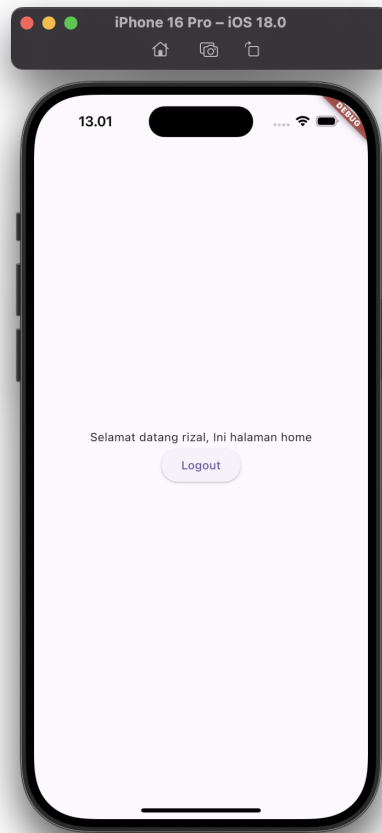 iPhone 16 Pro – iOS 18.0
13.01
DEBUG
Selamat datang rizal, Ini halaman home
Logout